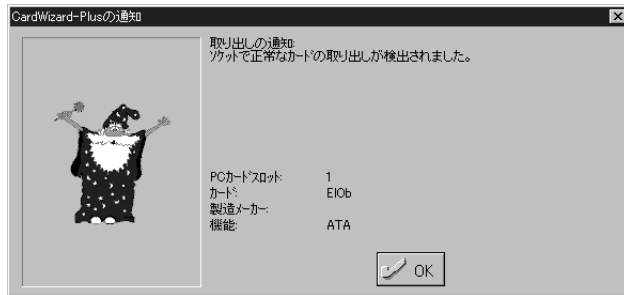 CardWizard-Plusの通知
取り出しの通知:
ソケットで正常なカードの取り出しが検出されました。
PCカードスロット: 1
カード: EIOb
製造メーカー:
機能: ATA
OK